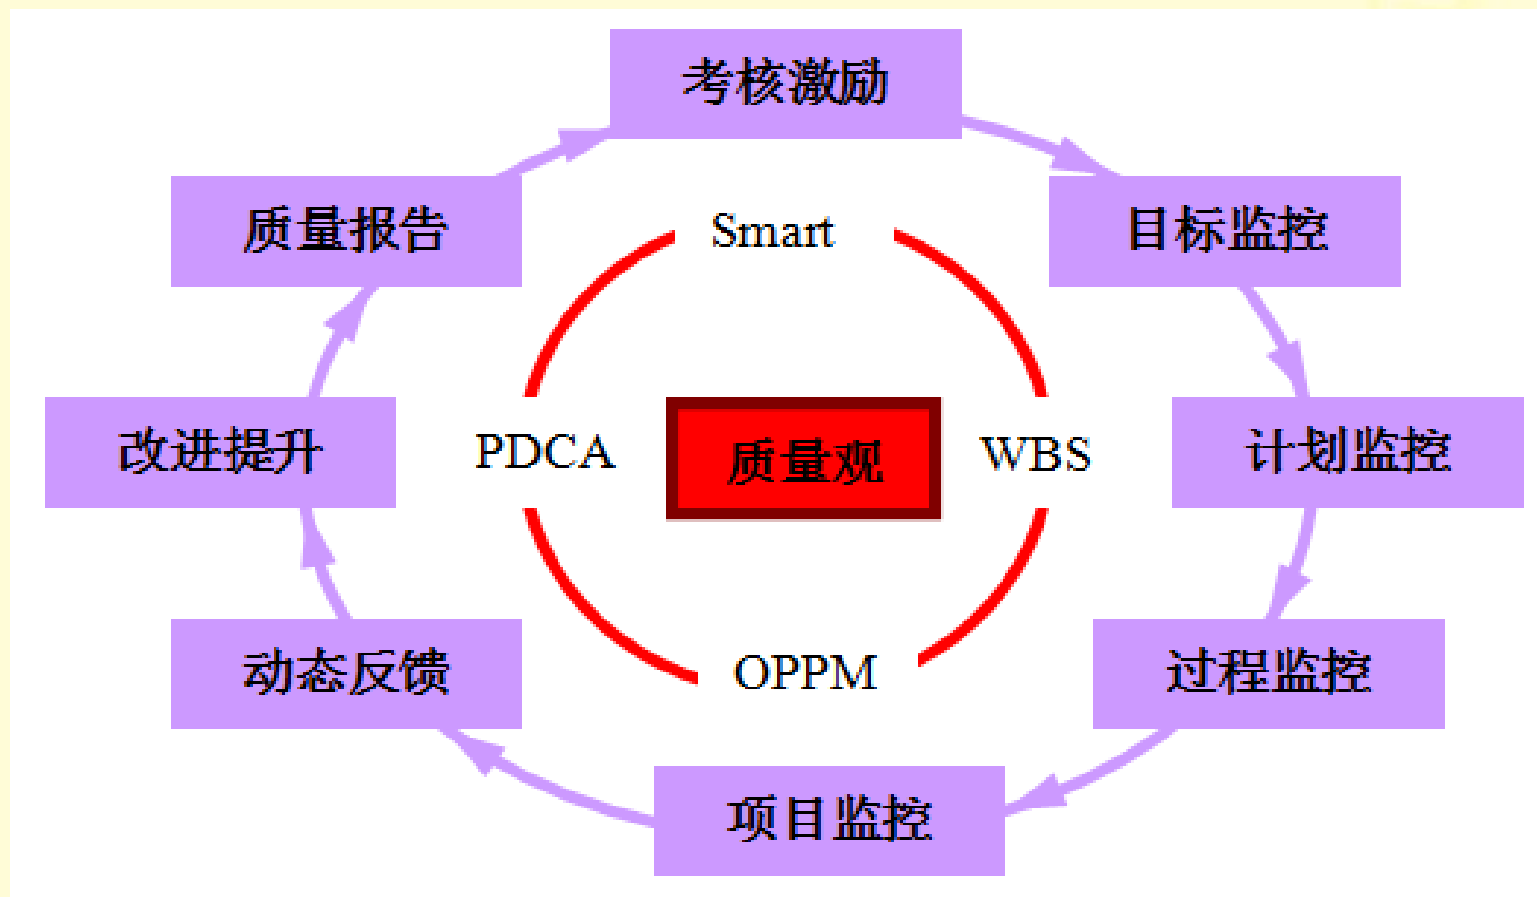 考核激励
质量报告
Smart
目标监控
改进提升
PDCA
质量观
WBS
计划监控
动态反馈
OPPM
过程监控
项目监控